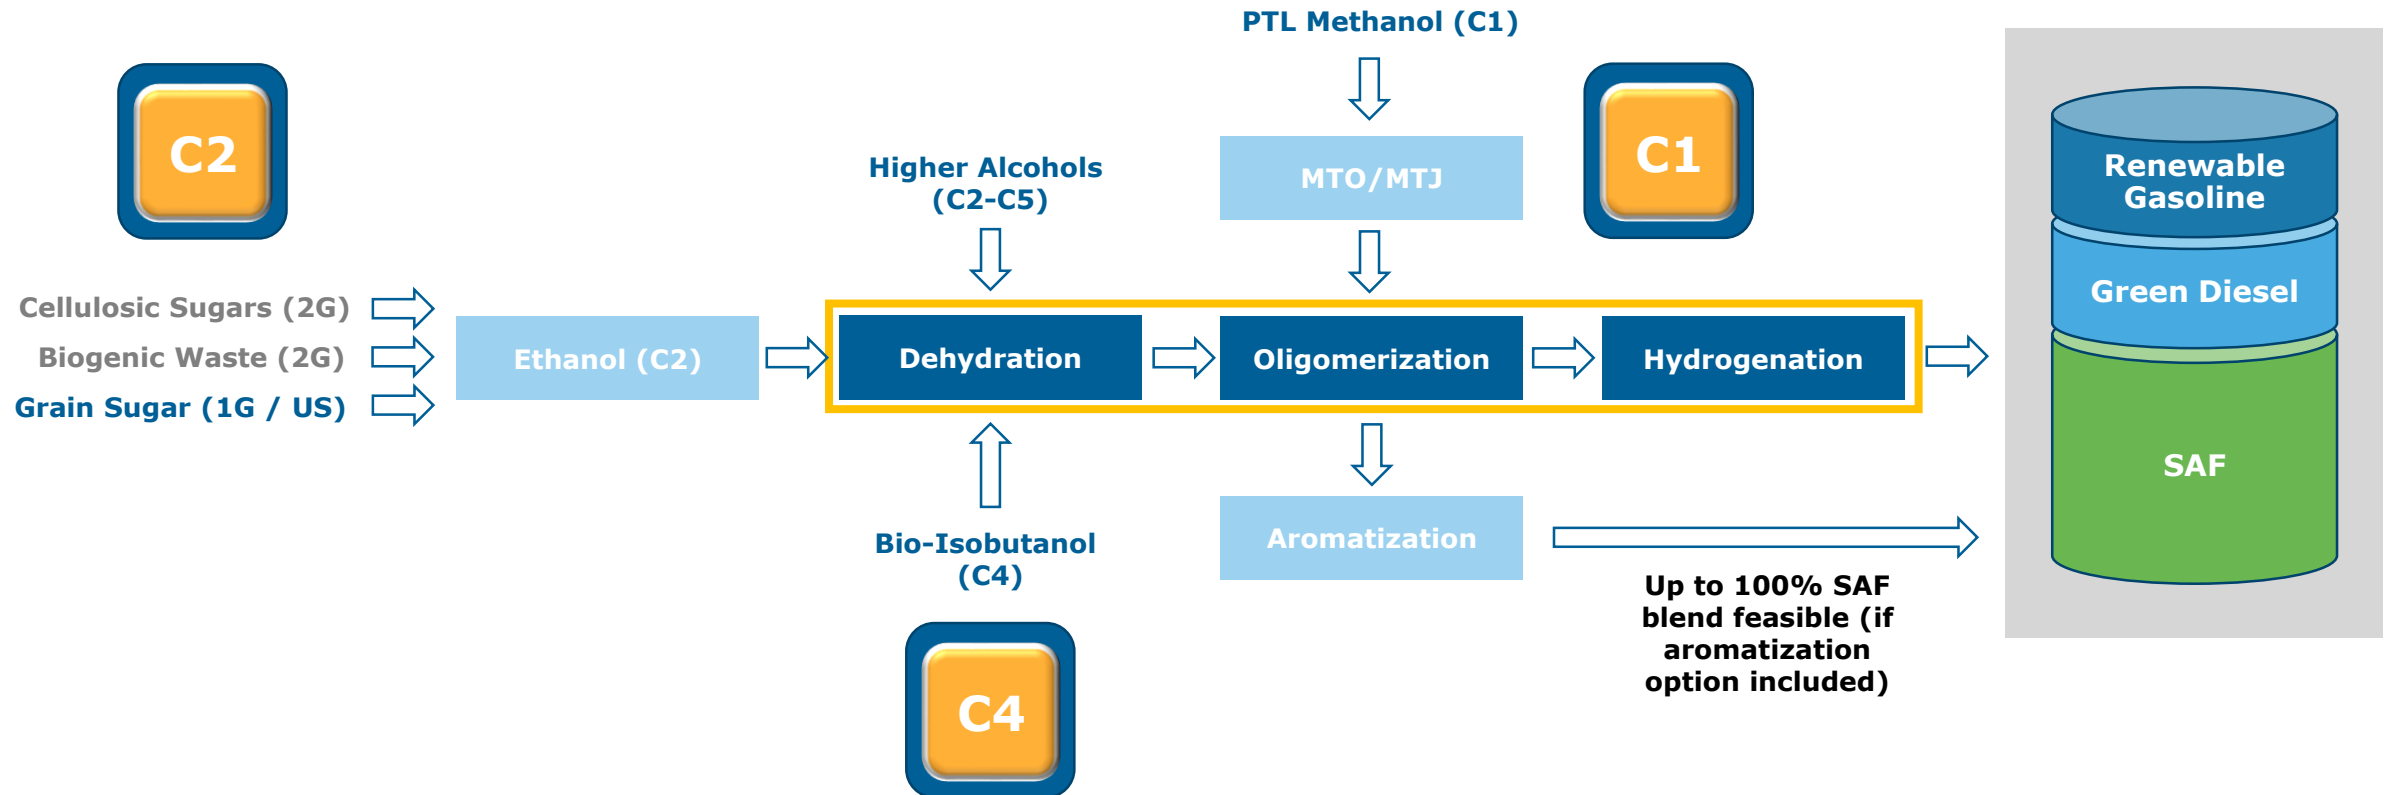 PTL Methanol (C1)
C2
C1
MTO/MTJ
Higher Alcohols
(C2-C5)
Cellulosic Sugars (2G)
Biogenic Waste (2G)
Grain Sugar (1G / US)
Ethanol (C2)
Dehydration
Oligomerization
Hydrogenation
Bio-Isobutanol
(C4)
C4
Aromatization
Up to 100% SAF
blend feasible (if
aromatization
option included)
Renewable
Gasoline
Green Diesel
SAF